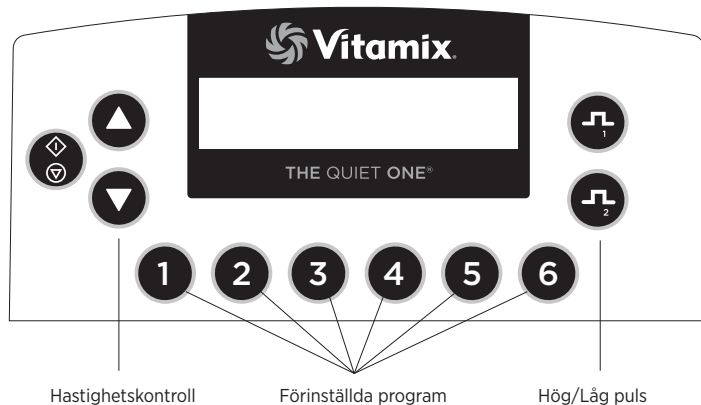 Vitamix®
THE QUIET ONE®
1
2
1 2 3 4 5 6
Hastighetskontroll Förinställda program Hög/Låg puls